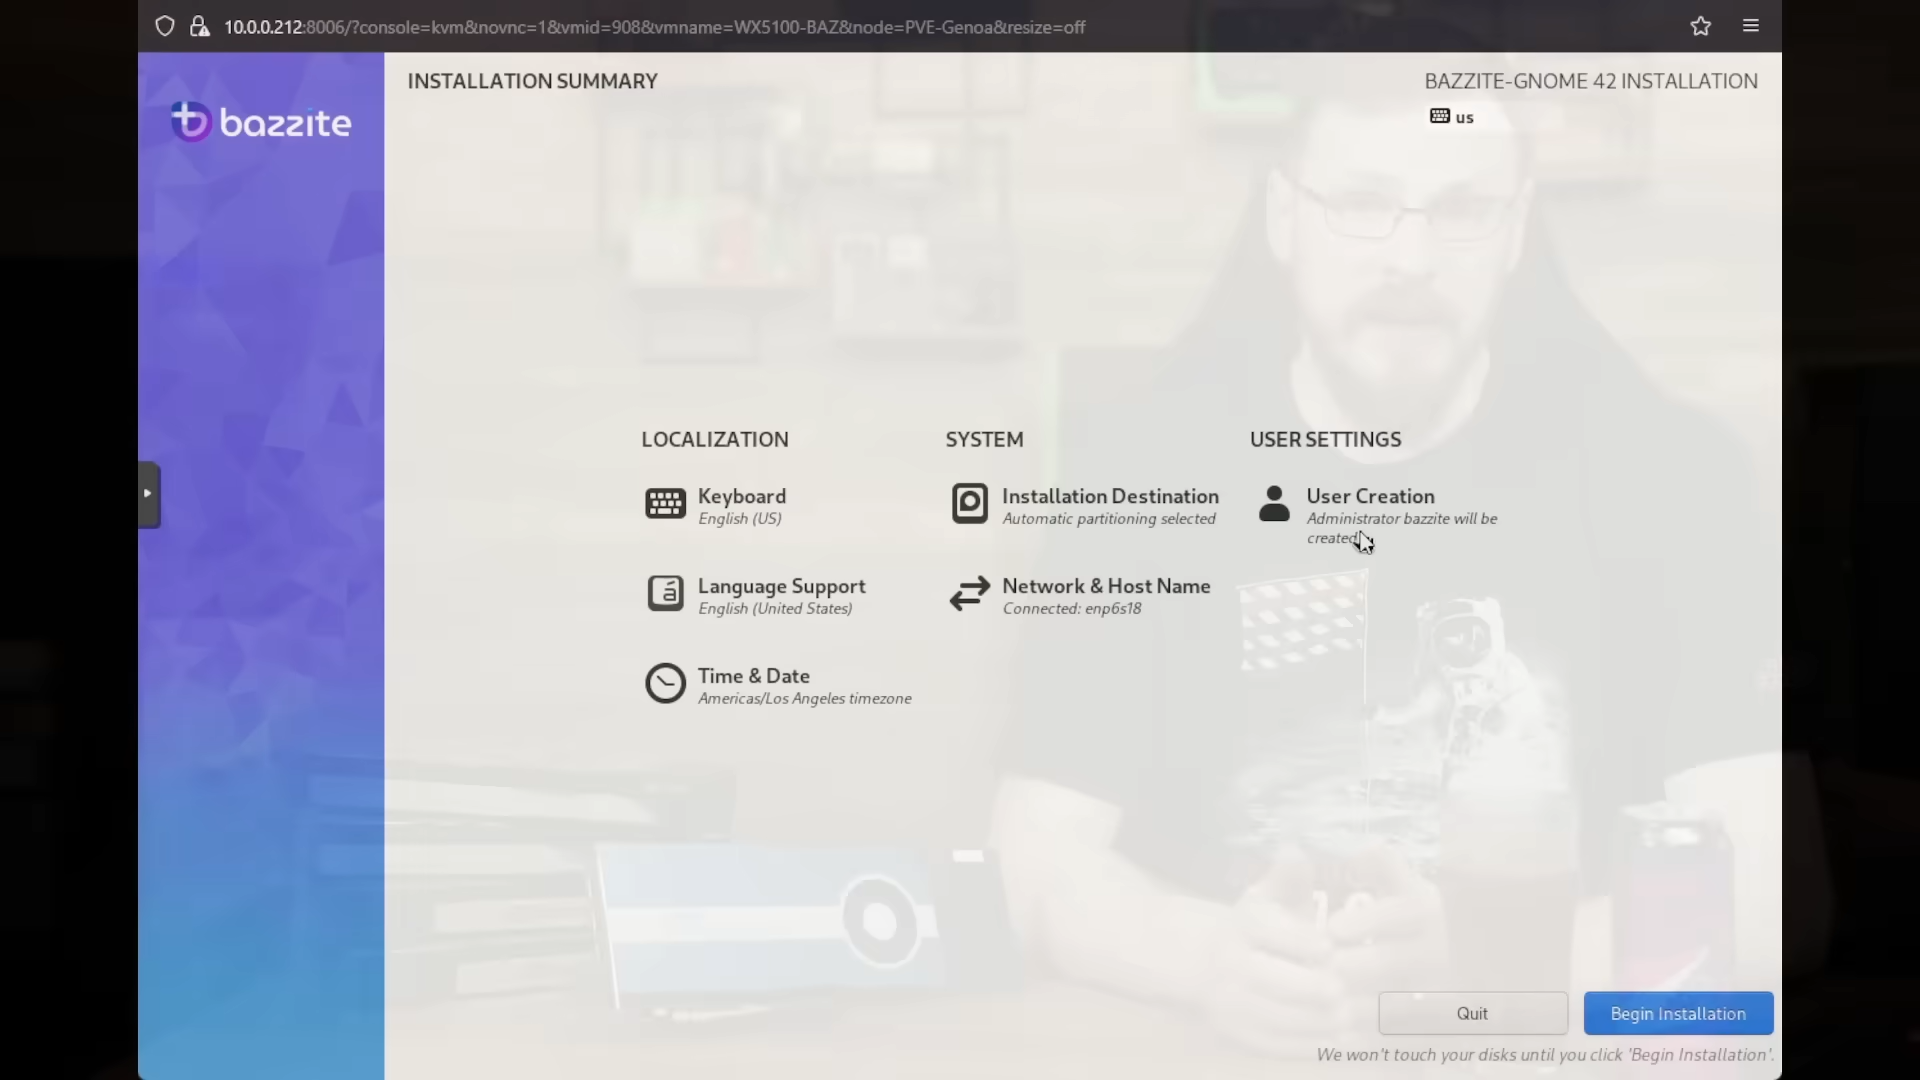 10.0.0.212:8006/?console=kvm&novnc=1&vmid=908&vmname=WX5100-BAZ&node=PVE-Genoa&resize=off
bazzite
INSTALLATION SUMMARY
BAZZITE-GNOME 42 INSTALLATION
us
LOCALIZATION
Keyboard
English (US)
Language Support
English (United States)
Time & Date
Americas/Los Angeles timezone
SYSTEM
Installation Destination
Automatic partitioning selected
Network & Host Name
Connected: enp6s18
USER SETTINGS
User Creation
Administrator bazzite will be
created
Quit
Begin Installation
We won't touch your disks until you click 'Begin Installation'.